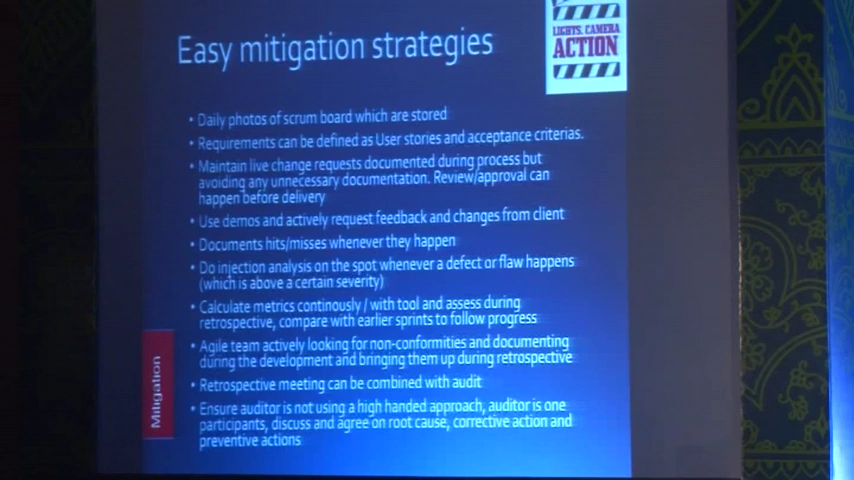 Easy mitigation strategies
LIGHTS, CAMERA
ACTION
• Daily photos of scrum board which are stored
• Requirements can be defined as User stories and acceptance criterias.
• Maintain live change requests documented during process but
avoiding any unnecessary documentation. Review/approval can
happen before delivery
• Use demos and actively request feedback and changes from client
• Documents hits/misses whenever they happen
• Do injection analysis on the spot whenever a defect or flaw happens
(which is above a certain severity)
• Calculate metrics continously / with tool and assess during
retrospective, compare with earlier sprints to follow progress
• Agile team actively looking for non-conformities and documenting
during the development and bringing them up during retrospective
• Retrospective meeting can be combined with audit
• Ensure auditor is not using a high handed approach, auditor is one
participants, discuss and agree on root cause, corrective action and
preventive actions
Mitigation